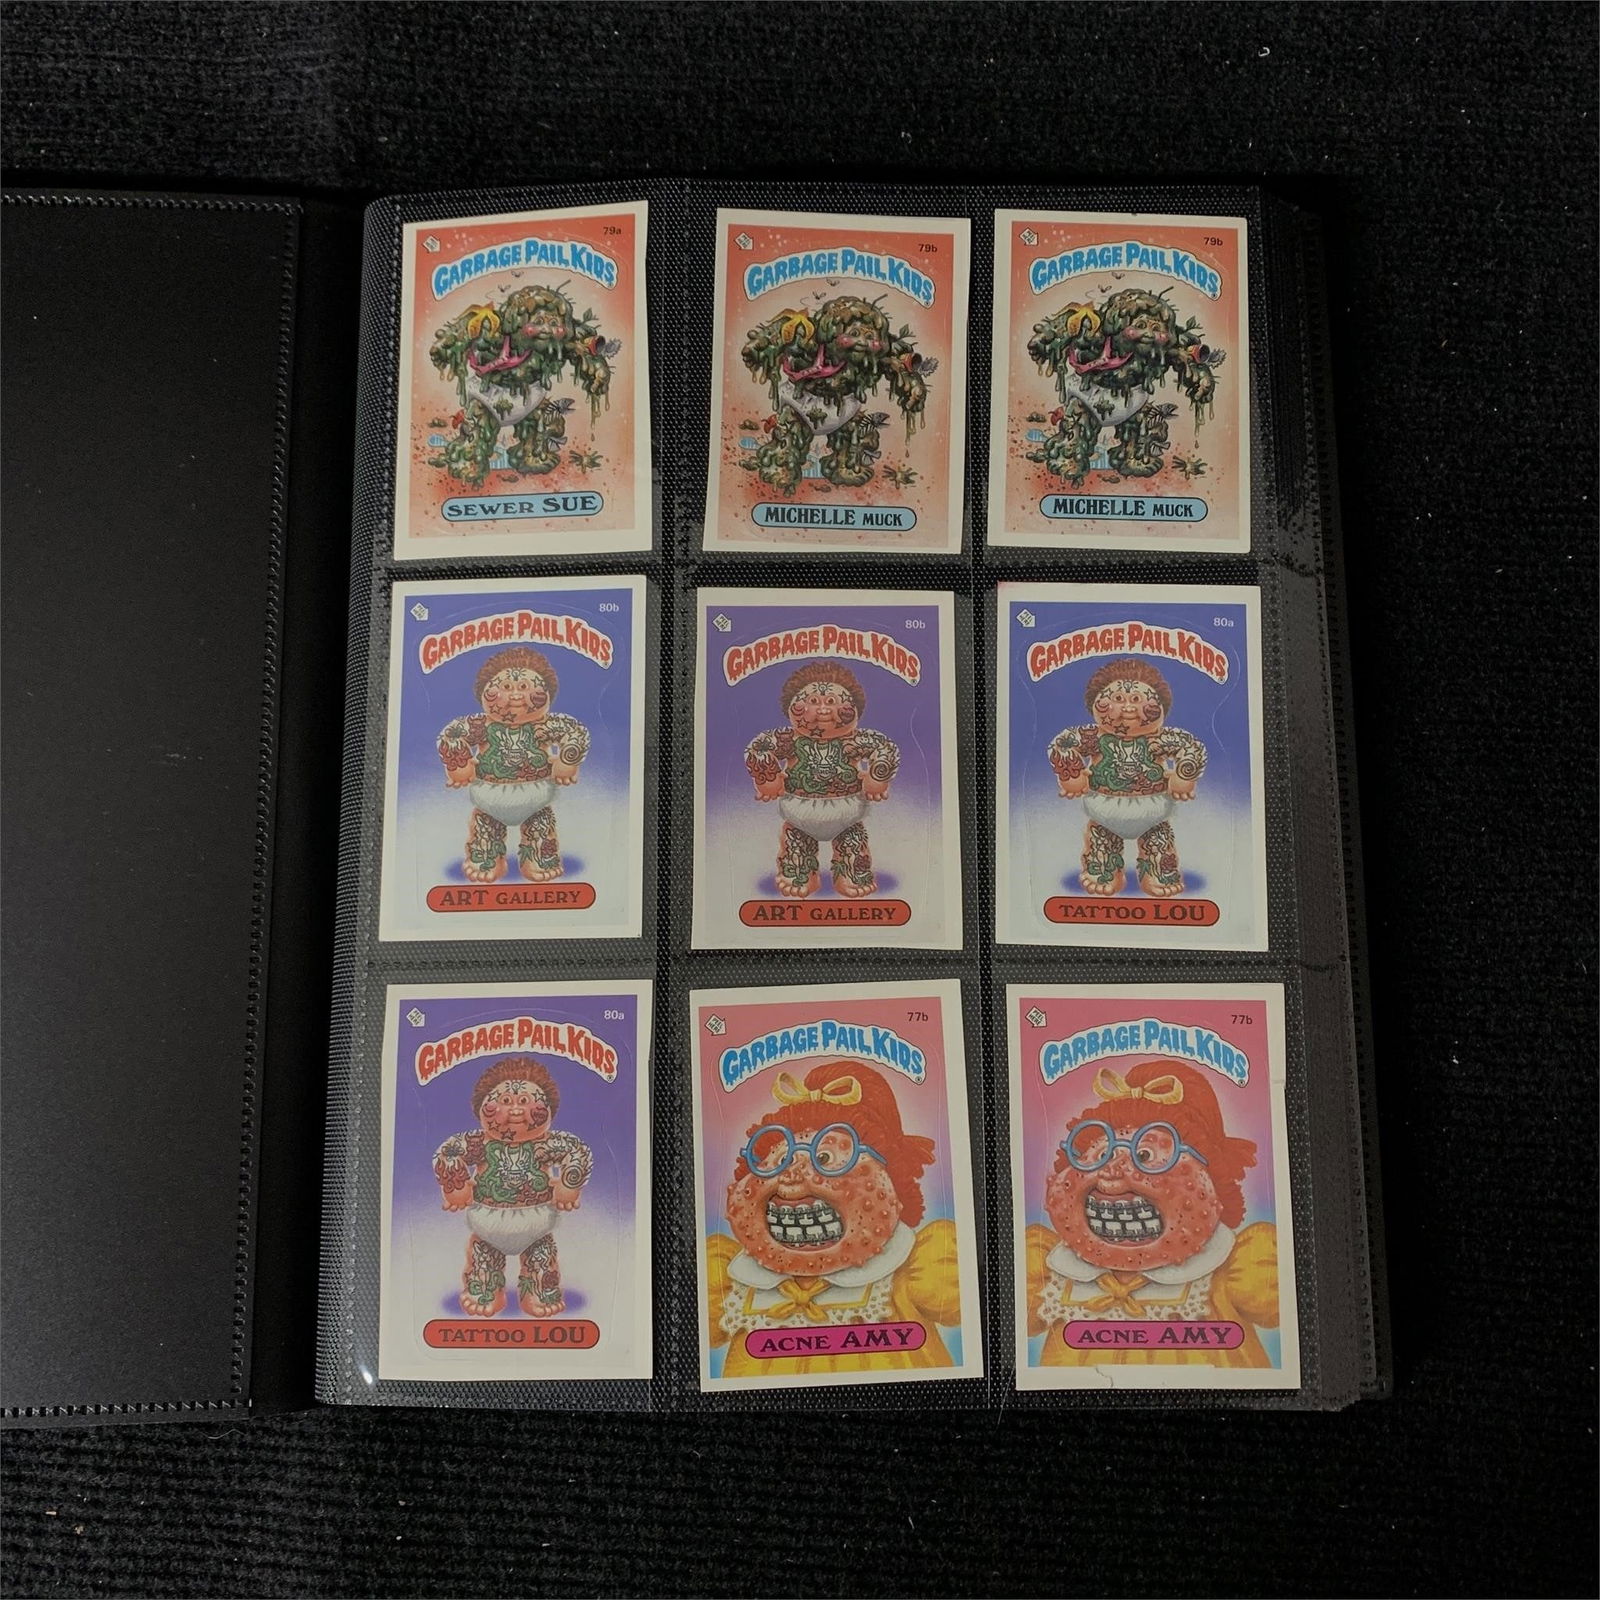 79a
GARBAGE PAIL KIDS
SEWER SUE
79b
GARBAGE PAIL KIDS
MICHELLE MUCK
79b
GARBAGE PAIL KIDS
MICHELLE MUCK
80b
GARBAGE PAIL KIDS
ART GALLERY
80b
GARBAGE PAIL KIDS
ART GALLERY
80a
GARBAGE PAIL KIDS
TATTOO LOU
80a
GARBAGE PAIL KIDS
TATTOO LOU
77b
GARBAGE PAIL KIDS
ACNE AMY
77b
GARBAGE PAIL KIDS
ACNE AMY